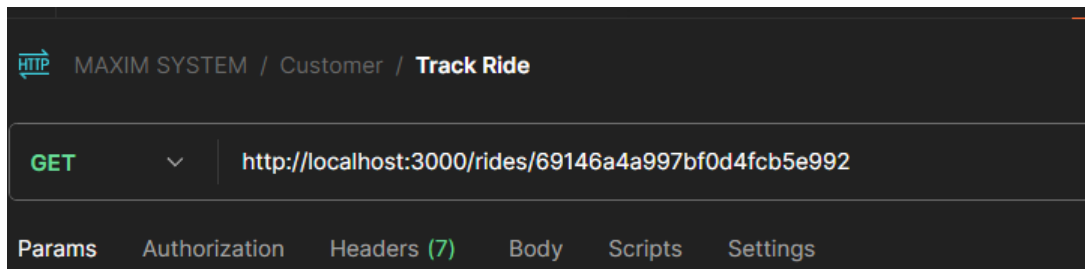 HTTP MAXIM SYSTEM / Customer / Track Ride
GET http://localhost:3000/rides/69146a4a997bf0d4fcb5e992
Params Authorization Headers (7) Body Scripts Settings